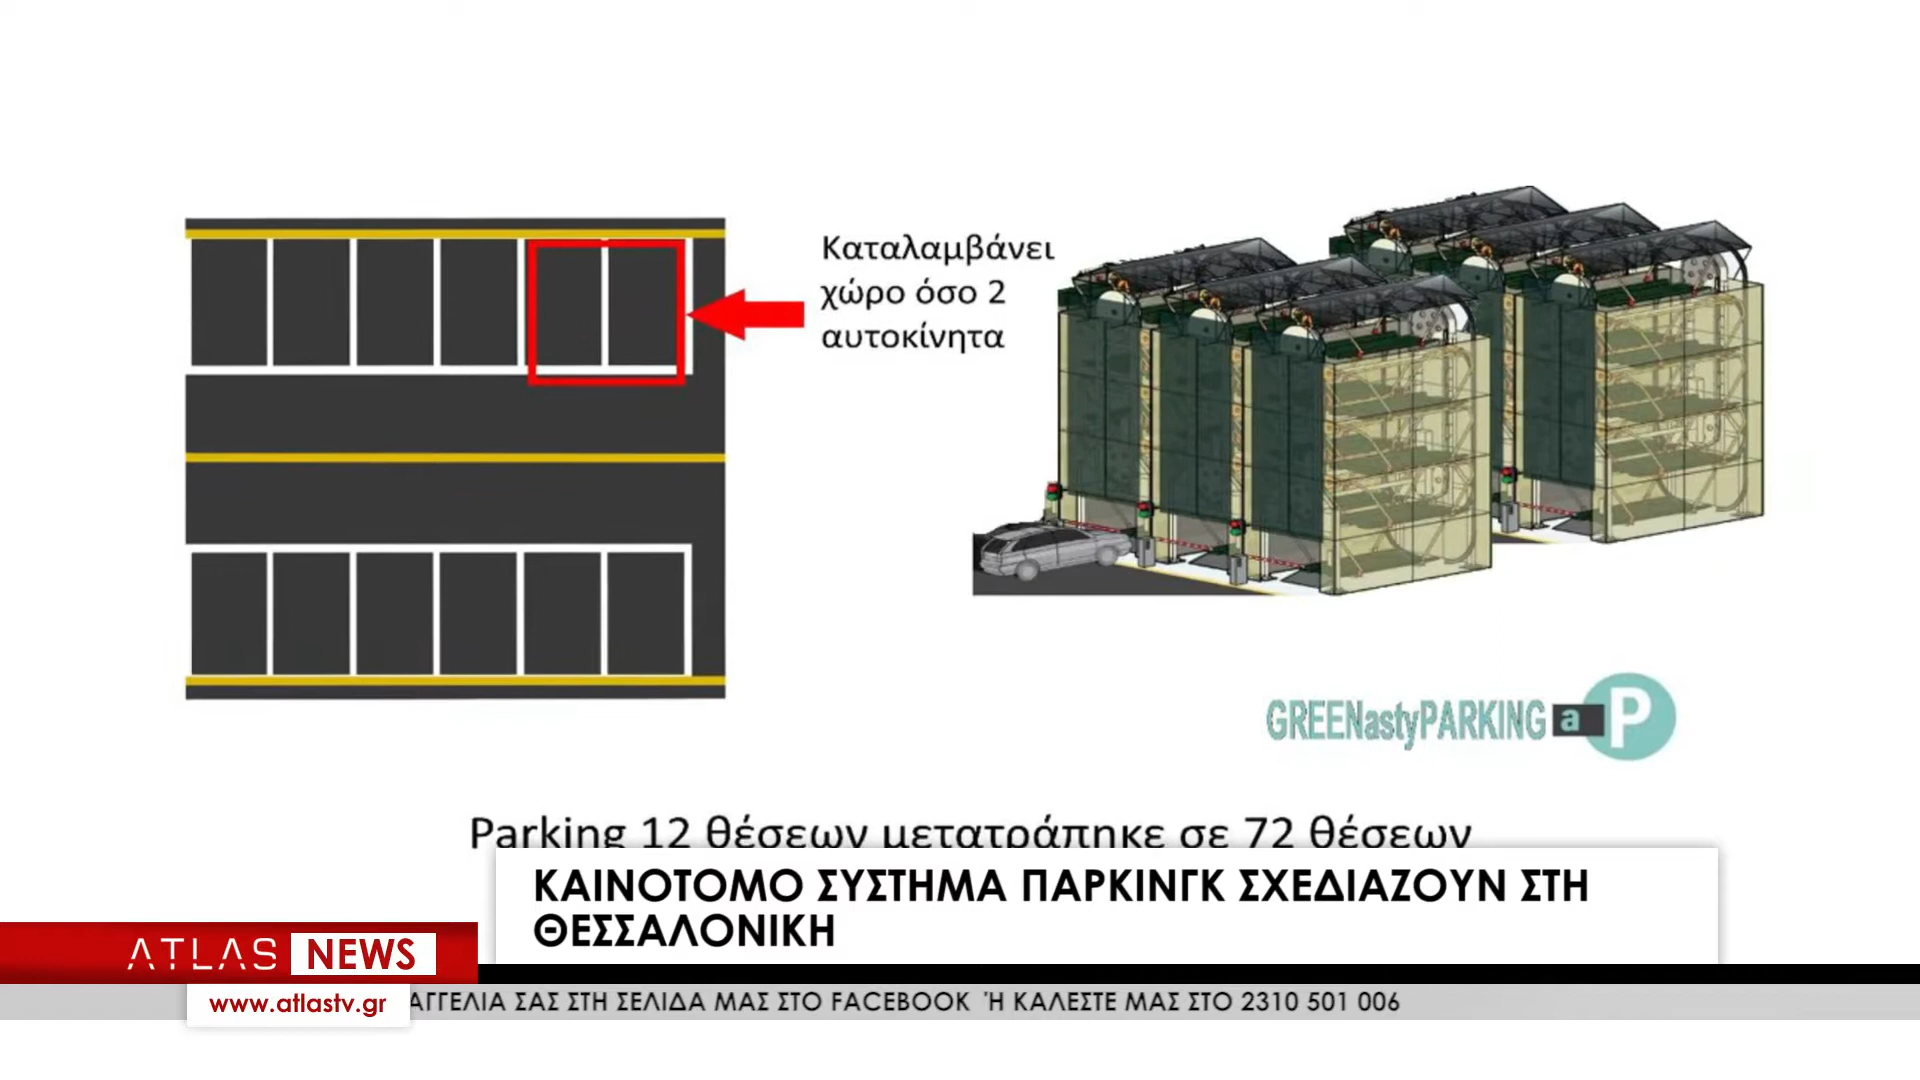 Καταλαμβάνει
χώρο όσο 2
αυτοκίνητα
GREENastyPARKING a P
Parking 12 θέσεων μετατράπηκε σε 72 θέσεων
ΚΑΙΝΟΤΟΜΟ ΣΥΣΤΗΜΑ ΠΑΡΚΙΝΓΚ ΣΧΕΔΙΑΖΟΥΝ ΣΤΗ
ΘΕΣΣΑΛΟΝΙΚΗ
ATLAS NEWS
www.atlastv.gr
ΑΓΓΕΛΙΑ ΣΑΣ ΣΤΗ ΣΕΛΙΔΑ ΜΑΣ ΣΤΟ FACEBOOK Ή ΚΑΛΕΣΤΕ ΜΑΣ ΣΤΟ 2310 501 006